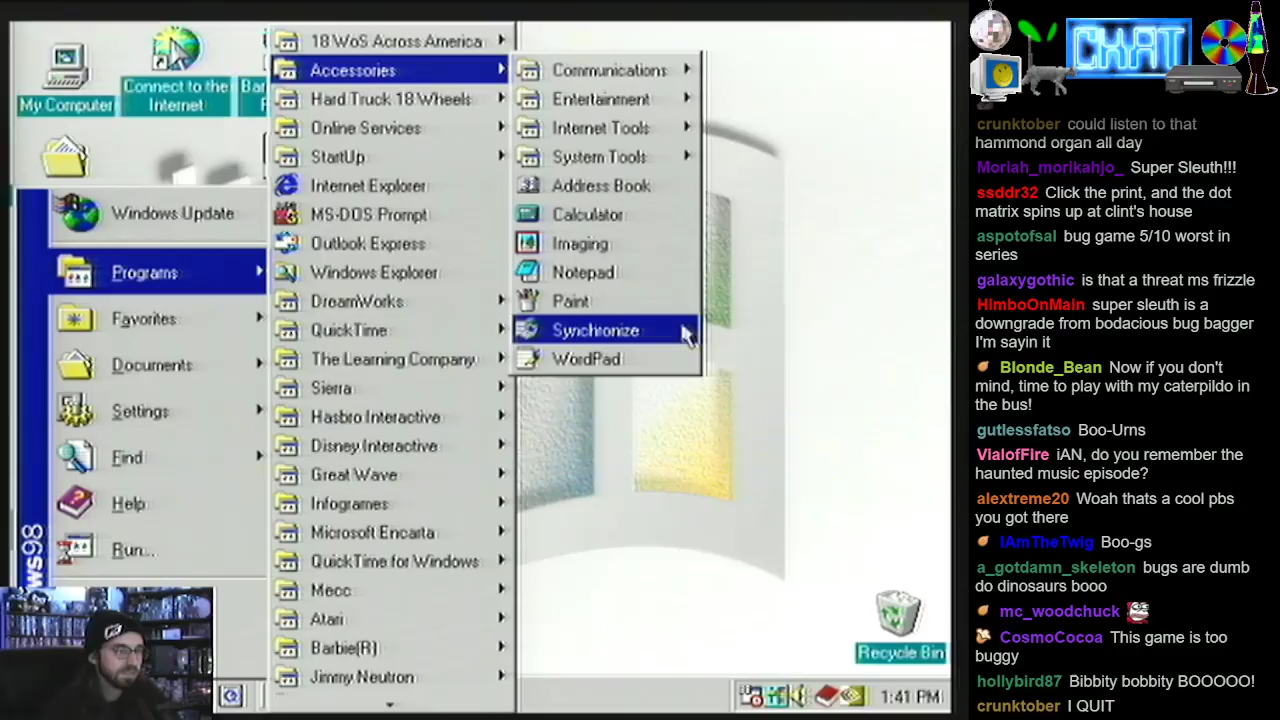 My Computer
Connect to the
Internet
Windows Update
Programs
Favorites
Documents
Settings
Find
Help
Run...
18 WoS Across America
Accessories
Hard Truck 18 Wheels
Online Services
StartUp
Internet Explorer
MS-DOS Prompt
Outlook Express
Windows Explorer
DreamWorks
QuickTime
The Learning Company
Sierra
Hasbro Interactive
Disney Interactive
Great Wave
Infogrames
Microsoft Encarta
QuickTime for Windows
Mecc
Atari
Barbie(R)
Jimmy Neutron
Communications
Entertainment
Internet Tools
System Tools
Address Book
Calculator
Imaging
Notepad
Paint
Synchronize
WordPad
Recycle Bin
1:41 PM
CHAT
crunktober could listen to that
hammond organ all day
Moriah_morikahjo_ Super Sleuth!!!
ssddr32 Click the print, and the dot
matrix spins up at clint's house
aspotofsal bug game 5/10 worst in
series
galaxygothic is that a threat ms frizzle
HimboOnMain super sleuth is a
downgrade from bodacious bug bagger
I'm sayin it
Blonde_Bean Now if you don't
mind, time to play with my caterpildo in
the bus!
gutlessfatso Boo-Urns
VialofFire iAN, do you remember the
haunted music episode?
alextreme20 Woah thats a cool pbs
you got there
IAmTheTwig Boo-gs
a_gotdamn_skeleton bugs are dumb
do dinosaurs booo
mc_woodchuck
CosmoCocoa This game is too
buggy
hollybird87 Bibbity bobbity BOOOOO!
crunktober I QUIT